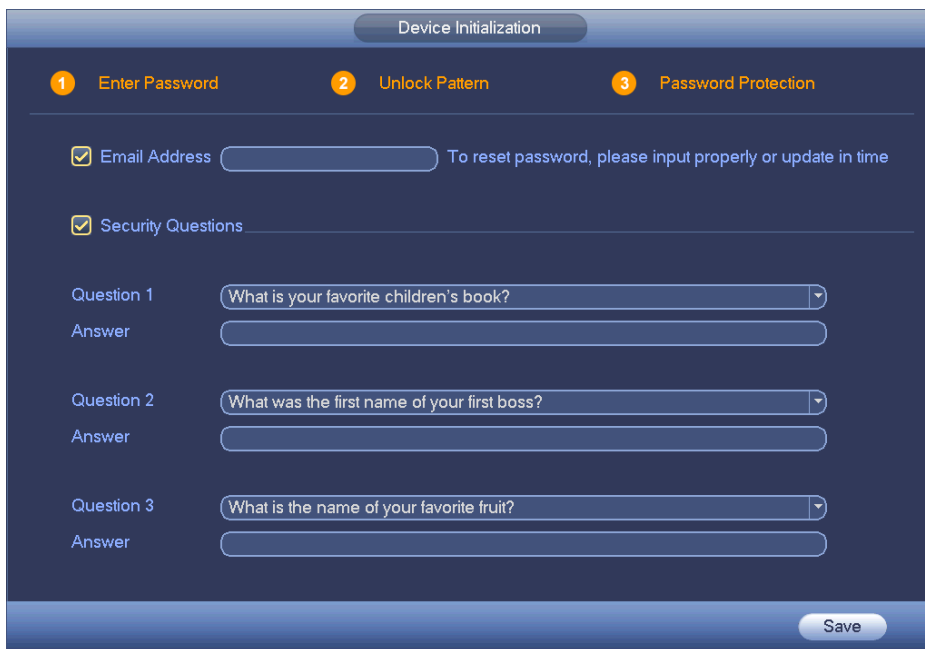 Device Initialization
1 Enter Password 2 Unlock Pattern 3 Password Protection
Email Address To reset password, please input properly or update in time
Security Questions
Question 1 What is your favorite children's book?
Answer
Question 2 What was the first name of your first boss?
Answer
Question 3 What is the name of your favorite fruit?
Answer
Save